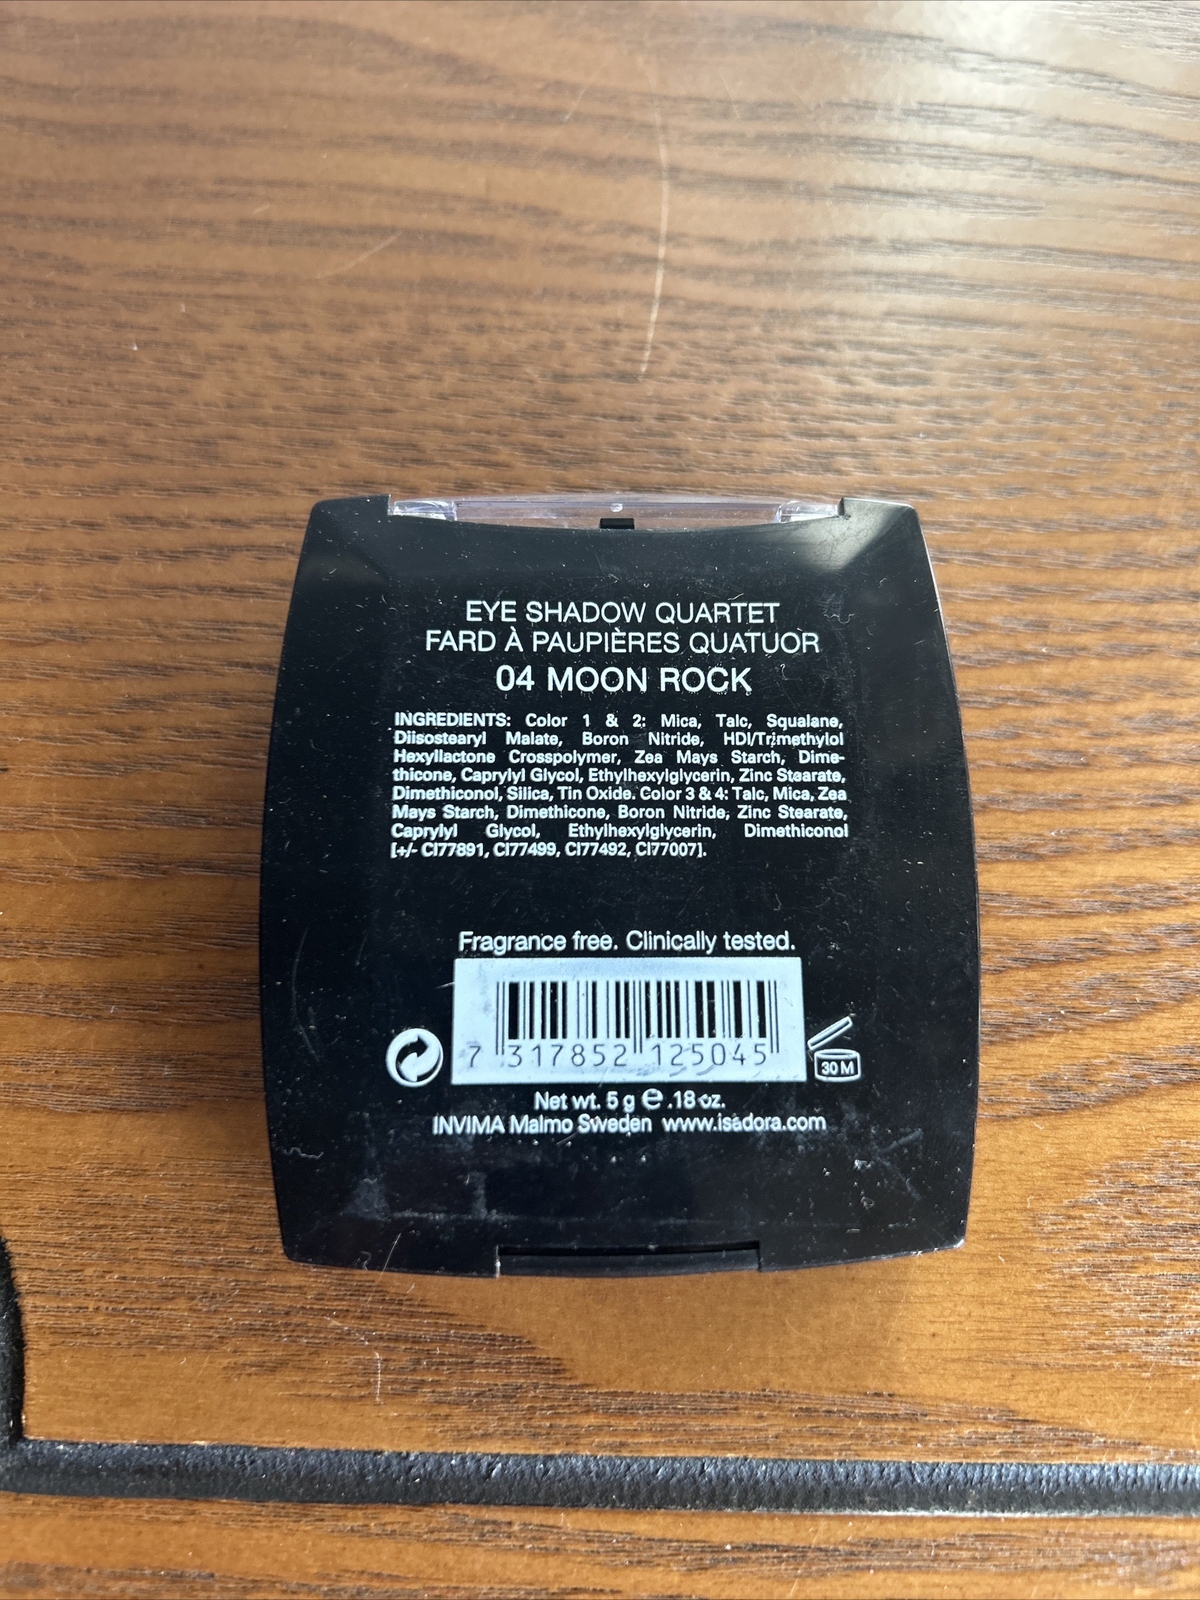 EYE SHADOW QUARTET
FARD À PAUPIÈRES QUATUOR
04 MOON ROCK
INGREDIENTS: Color 1 & 2: Mica, Talc, Squalane,
Diisostearyl Malate, Boron Nitride, HDI/Trimethylol
Hexyllactone Crosspolymer, Zea Mays Starch, Dime-
thicone, Caprylyl Glycol, Ethylhexylglycerin, Zinc Stearate,
Dimethiconol, Silica, Tin Oxide. Color 3 & 4: Talc, Mica, Zea
Mays Starch, Dimethicone, Boron Nitride, Zinc Stearate,
Caprylyl Glycol, Ethylhexylglycerin, Dimethiconol
[+/- CI77891, CI77499, CI77492, CI77007].
Fragrance free. Clinically tested.
7 317852 125045
30 M
Net wt. 5 g ℮ .18 oz.
INVIMA Malmo Sweden www.isadora.com